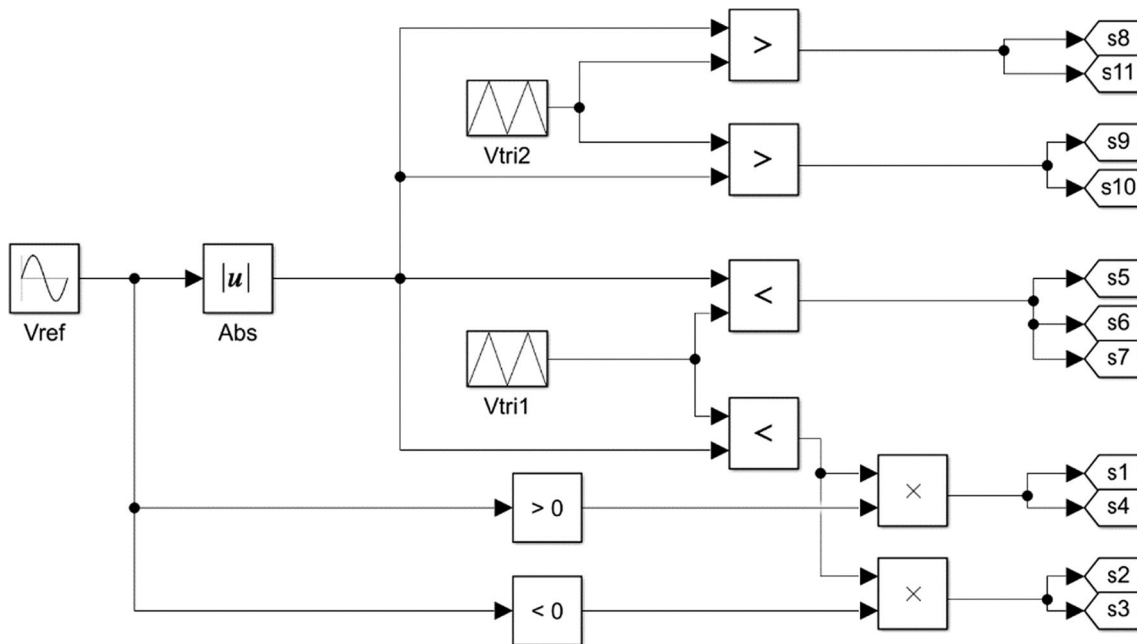 >
s8
s11
Vtri2
>
s9
s10
|u|
Vref
Abs
<
s5
s6
s7
Vtri1
<
×
s1
s4
> 0
×
s2
s3
< 0